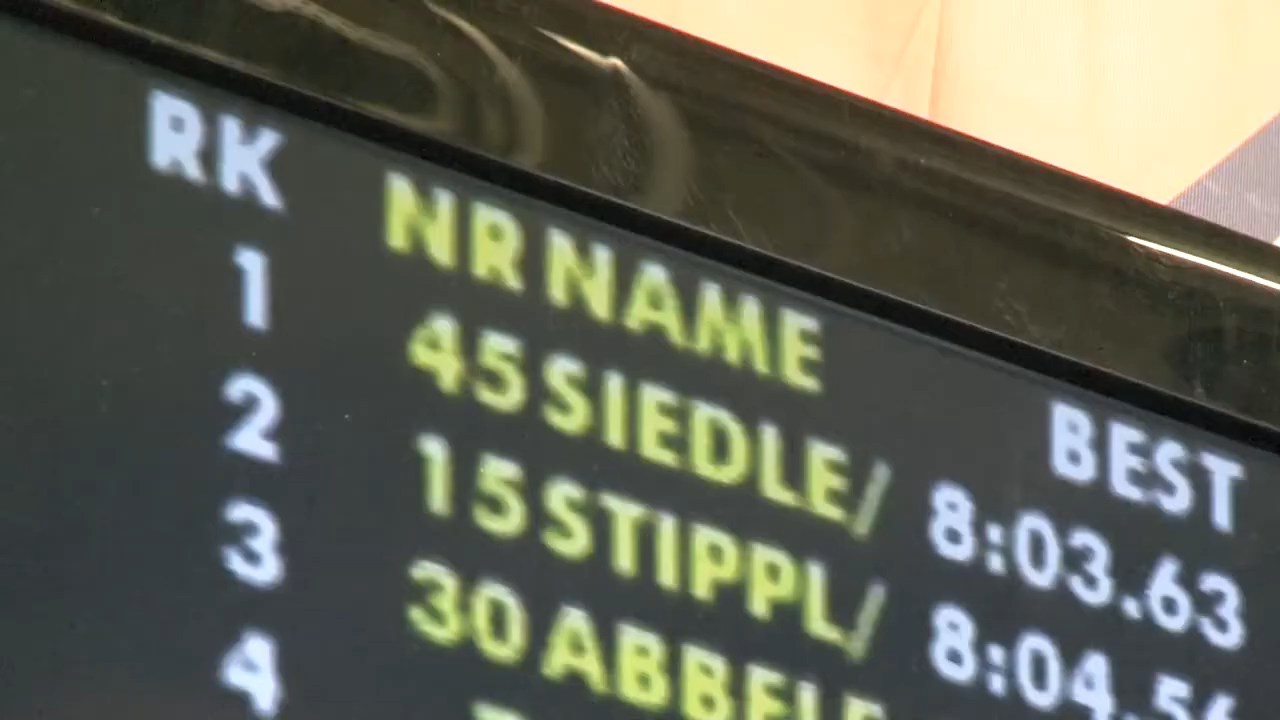 RK NR NAME BEST
1 45 SIEDLE/ 8:03.63
2 15 STIPPL/ 8:04.56
3 30 ABBEL
4